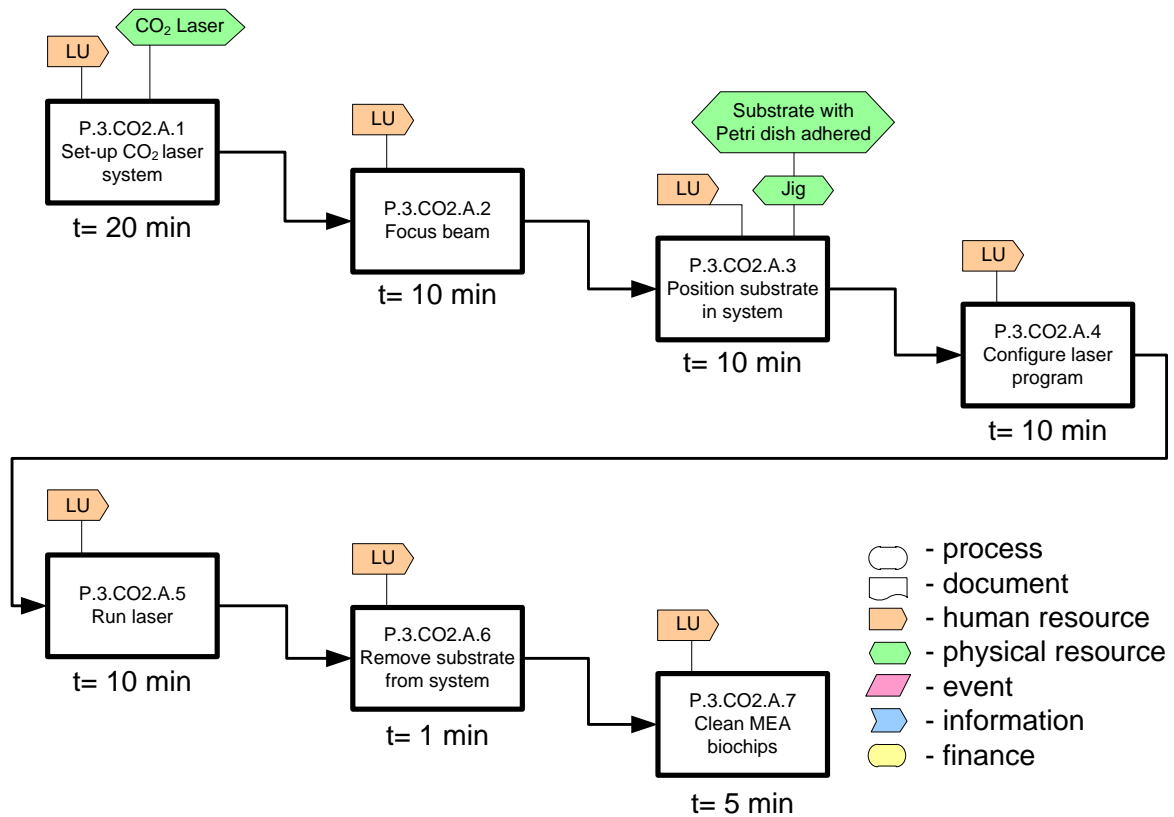 CO₂ Laser
LU
P.3.CO2.A.1
Set-up CO₂ laser
system
t= 20 min
LU
P.3.CO2.A.2
Focus beam
t= 10 min
Substrate with
Petri dish adhered
LU
Jig
P.3.CO2.A.3
Position substrate
in system
t= 10 min
LU
P.3.CO2.A.4
Configure laser
program
t= 10 min
LU
P.3.CO2.A.5
Run laser
t= 10 min
LU
P.3.CO2.A.6
Remove substrate
from system
t= 1 min
LU
P.3.CO2.A.7
Clean MEA
biochips
t= 5 min
- process
- document
- human resource
- physical resource
- event
- information
- finance